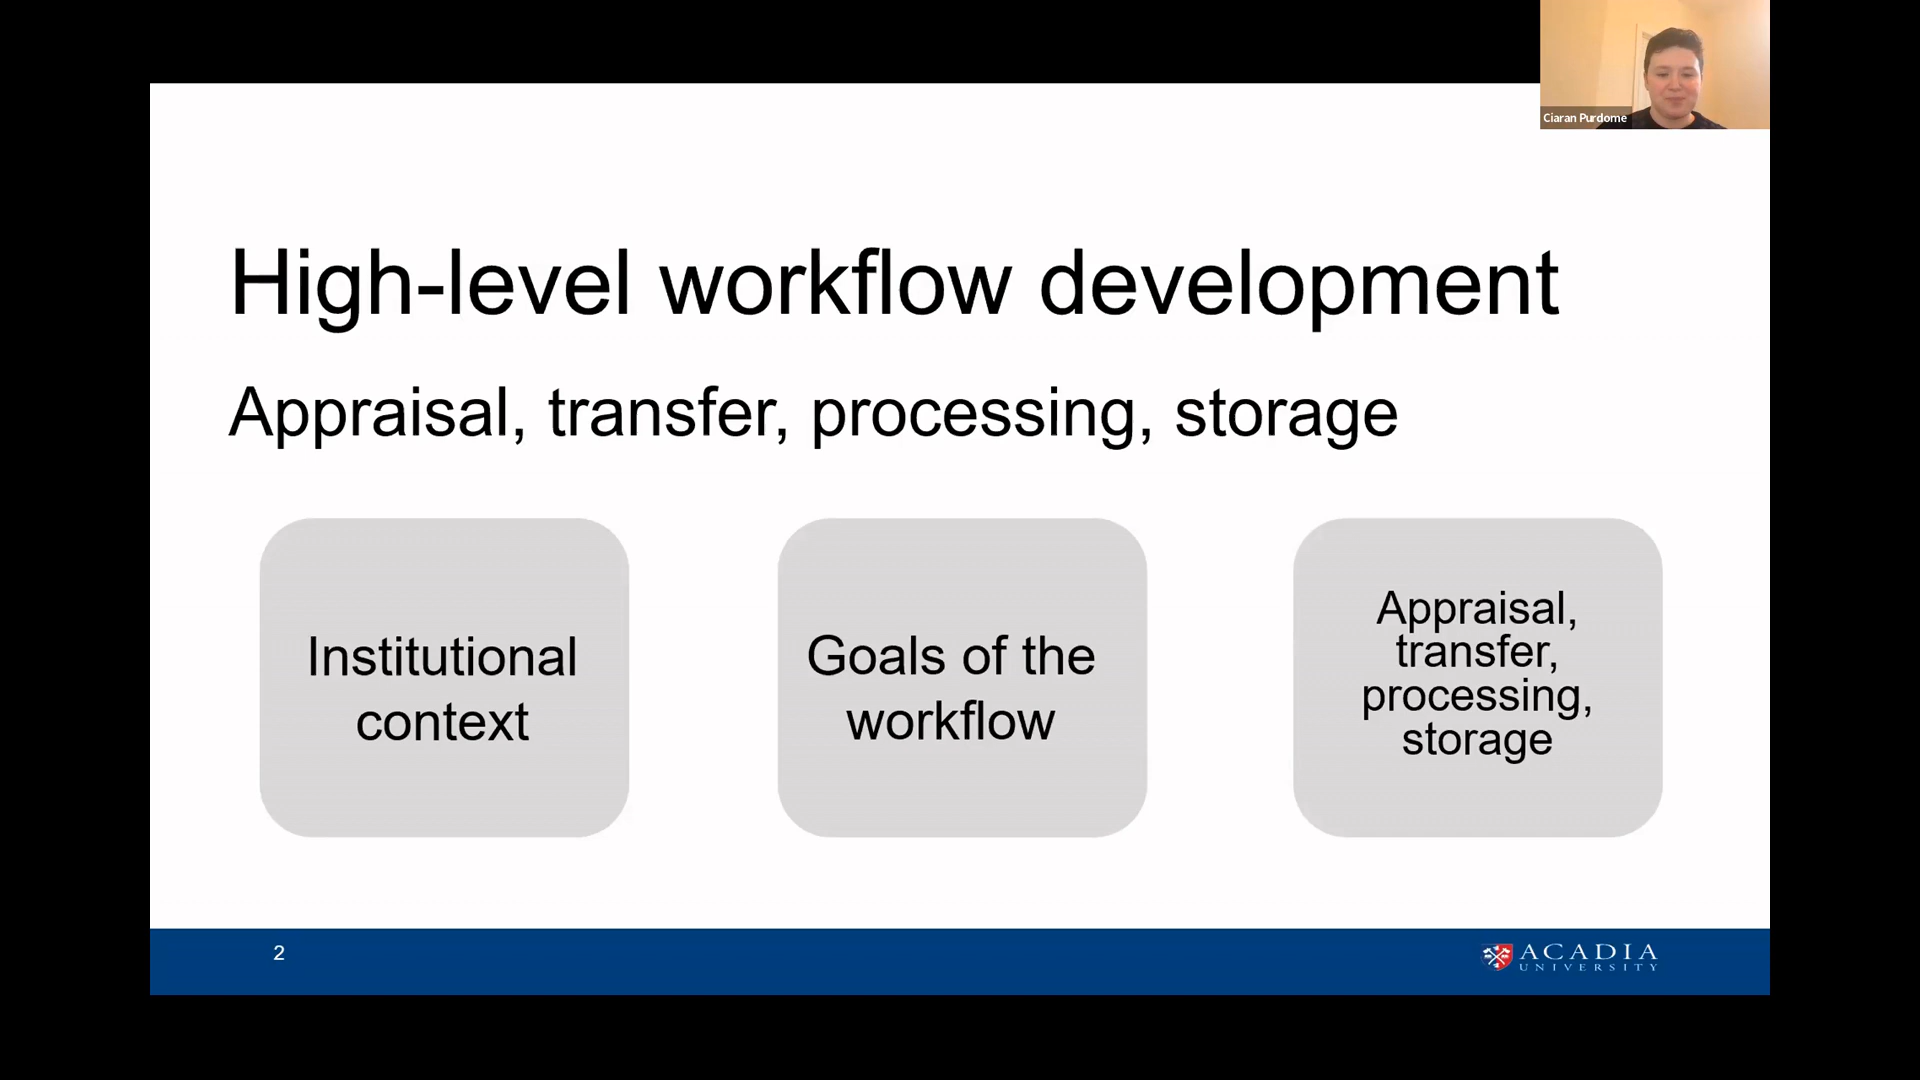 Ciaran Purdome
High-level workflow development
Appraisal, transfer, processing, storage
Institutional
context
Goals of the
workflow
Appraisal,
transfer,
processing,
storage
2
ACADIA
UNIVERSITY